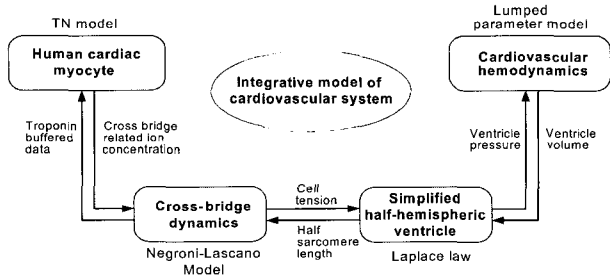 TN model
Human cardiac
myocyte
Lumped
parameter model
Cardiovascular
hemodynamics
Integrative model of
cardiovascular system
Troponin
buffered
data
Cross bridge
related ion
concentration
Ventricle
pressure
Ventricle
volume
Cross-bridge
dynamics
Negroni-Lascano
Model
Cell
tension
Half
sarcomere
length
Simplified
half-hemispheric
ventricle
Laplace law